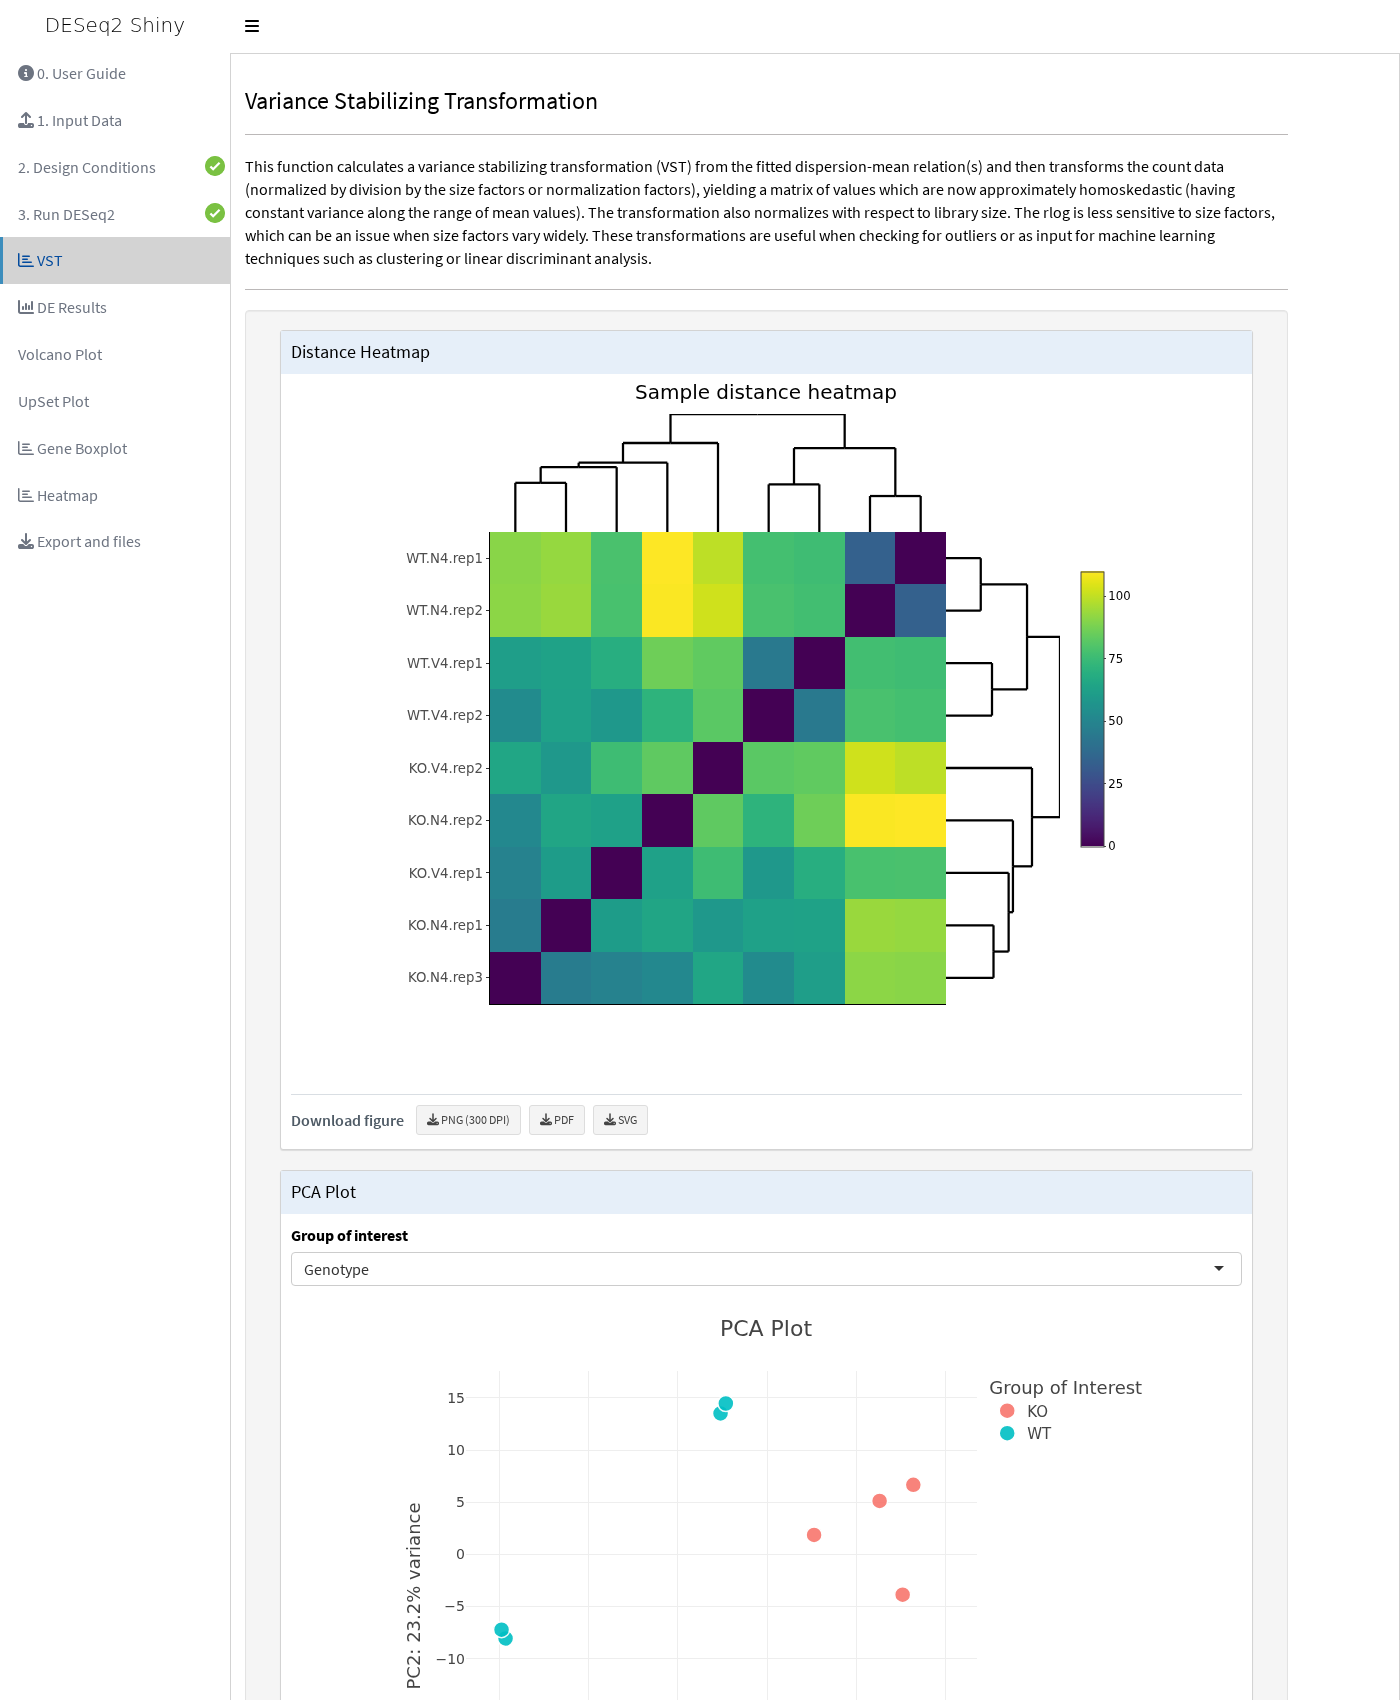 DESeq2 Shiny
0. User Guide
1. Input Data
2. Design Conditions
3. Run DESeq2
VST
DE Results
Volcano Plot
UpSet Plot
Gene Boxplot
Heatmap
Export and files
Variance Stabilizing Transformation
This function calculates a variance stabilizing transformation (VST) from the fitted dispersion-mean relation(s) and then transforms the count data
(normalized by division by the size factors or normalization factors), yielding a matrix of values which are now approximately homoskedastic (having
constant variance along the range of mean values). The transformation also normalizes with respect to library size. The rlog is less sensitive to size factors,
which can be an issue when size factors vary widely. These transformations are useful when checking for outliers or as input for machine learning
techniques such as clustering or linear discriminant analysis.
Distance Heatmap
Sample distance heatmap
WT.N4.rep1
WT.N4.rep2
WT.V4.rep1
WT.V4.rep2
KO.V4.rep2
KO.N4.rep2
KO.V4.rep1
KO.N4.rep1
KO.N4.rep3
100
75
50
25
0
Download figure PNG (300 DPI) PDF SVG
PCA Plot
Group of interest
Genotype
PCA Plot
Group of Interest
KO
WT
15
10
5
0
−5
−10
PC2: 23.2% variance